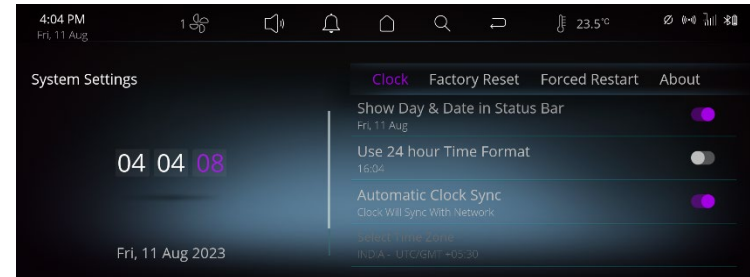 4:04 PM
Fri, 11 Aug
1
23.5°C
System Settings
Clock Factory Reset Forced Restart About
Show Day & Date in Status Bar
Fri, 11 Aug
Use 24 hour Time Format
16:04
04 04 08
Automatic Clock Sync
Clock Will Sync With Network
Select Time Zone
INDIA - UTC/GMT +05:30
Fri, 11 Aug 2023